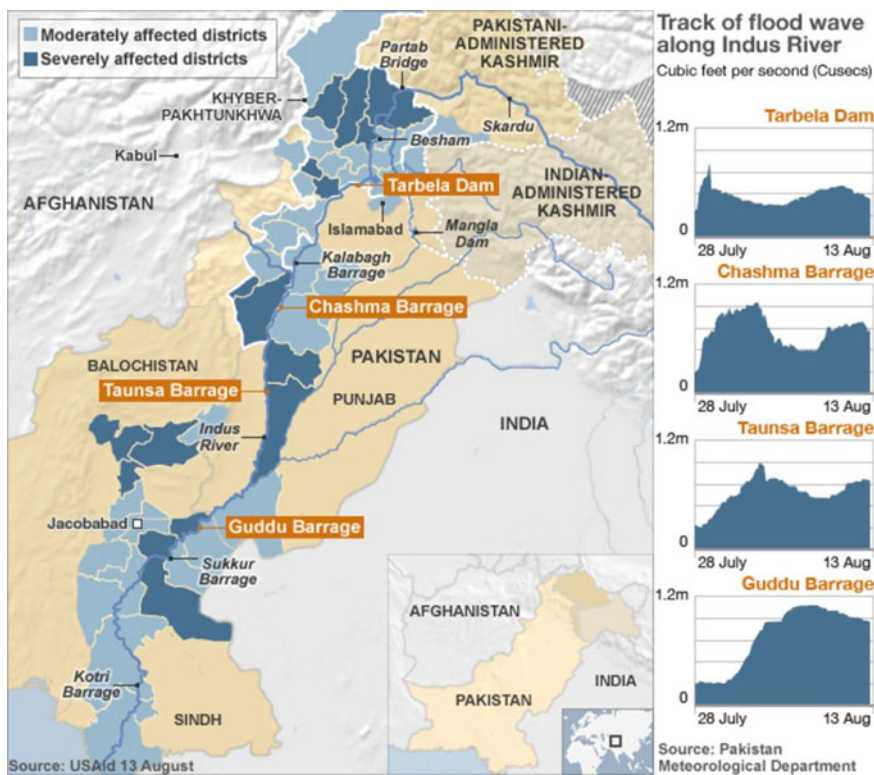 Moderately affected districts
Severely affected districts
PAKISTANI-
ADMINISTERED
KASHMIR
Partab
Bridge
KHYBER-
PAKHTUNKHWA
Skardu
Besham
Kabul
INDIAN-
ADMINISTERED
KASHMIR
Tarbela Dam
AFGHANISTAN
Islamabad
Mangla
Dam
Kalabagh
Barrage
Chashma Barrage
BALOCHISTAN
PAKISTAN
Taunsa Barrage
PUNJAB
INDIA
Indus
River
Jacobabad
Guddu Barrage
Sukkur
Barrage
Kotri
Barrage
SINDH
AFGHANISTAN
PAKISTAN
INDIA
Source: USAid 13 August
Track of flood wave
along Indus River
Cubic feet per second (Cusecs)
Tarbela Dam
1.2m
0
28 July 13 Aug
Chashma Barrage
1.2m
0
28 July 13 Aug
Taunsa Barrage
1.2m
0
28 July 13 Aug
Guddu Barrage
1.2m
0
28 July 13 Aug
Source: Pakistan
Meteorological Department